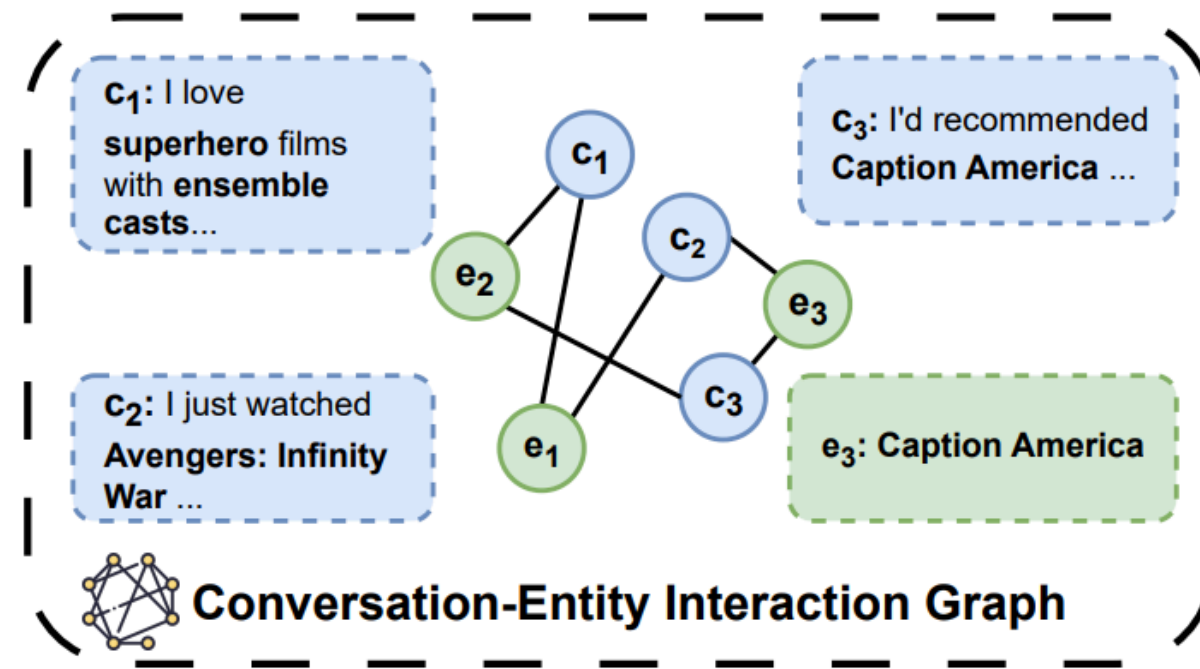 c1: I love
superhero films
with ensemble
casts...
c3: I'd recommended
Caption America ...
c1
c2
e2
e3
c3
e1
c2: I just watched
Avengers: Infinity
War ...
e3: Caption America
Conversation-Entity Interaction Graph